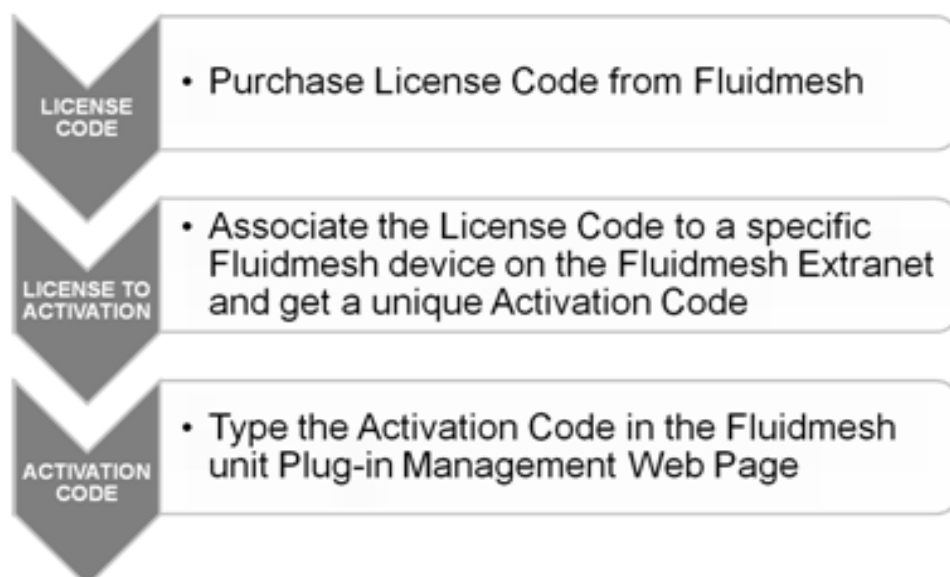 LICENSE
CODE
• Purchase License Code from Fluidmesh
LICENSE TO
ACTIVATION
• Associate the License Code to a specific
Fluidmesh device on the Fluidmesh Extranet
and get a unique Activation Code
ACTIVATION
CODE
• Type the Activation Code in the Fluidmesh
unit Plug-in Management Web Page